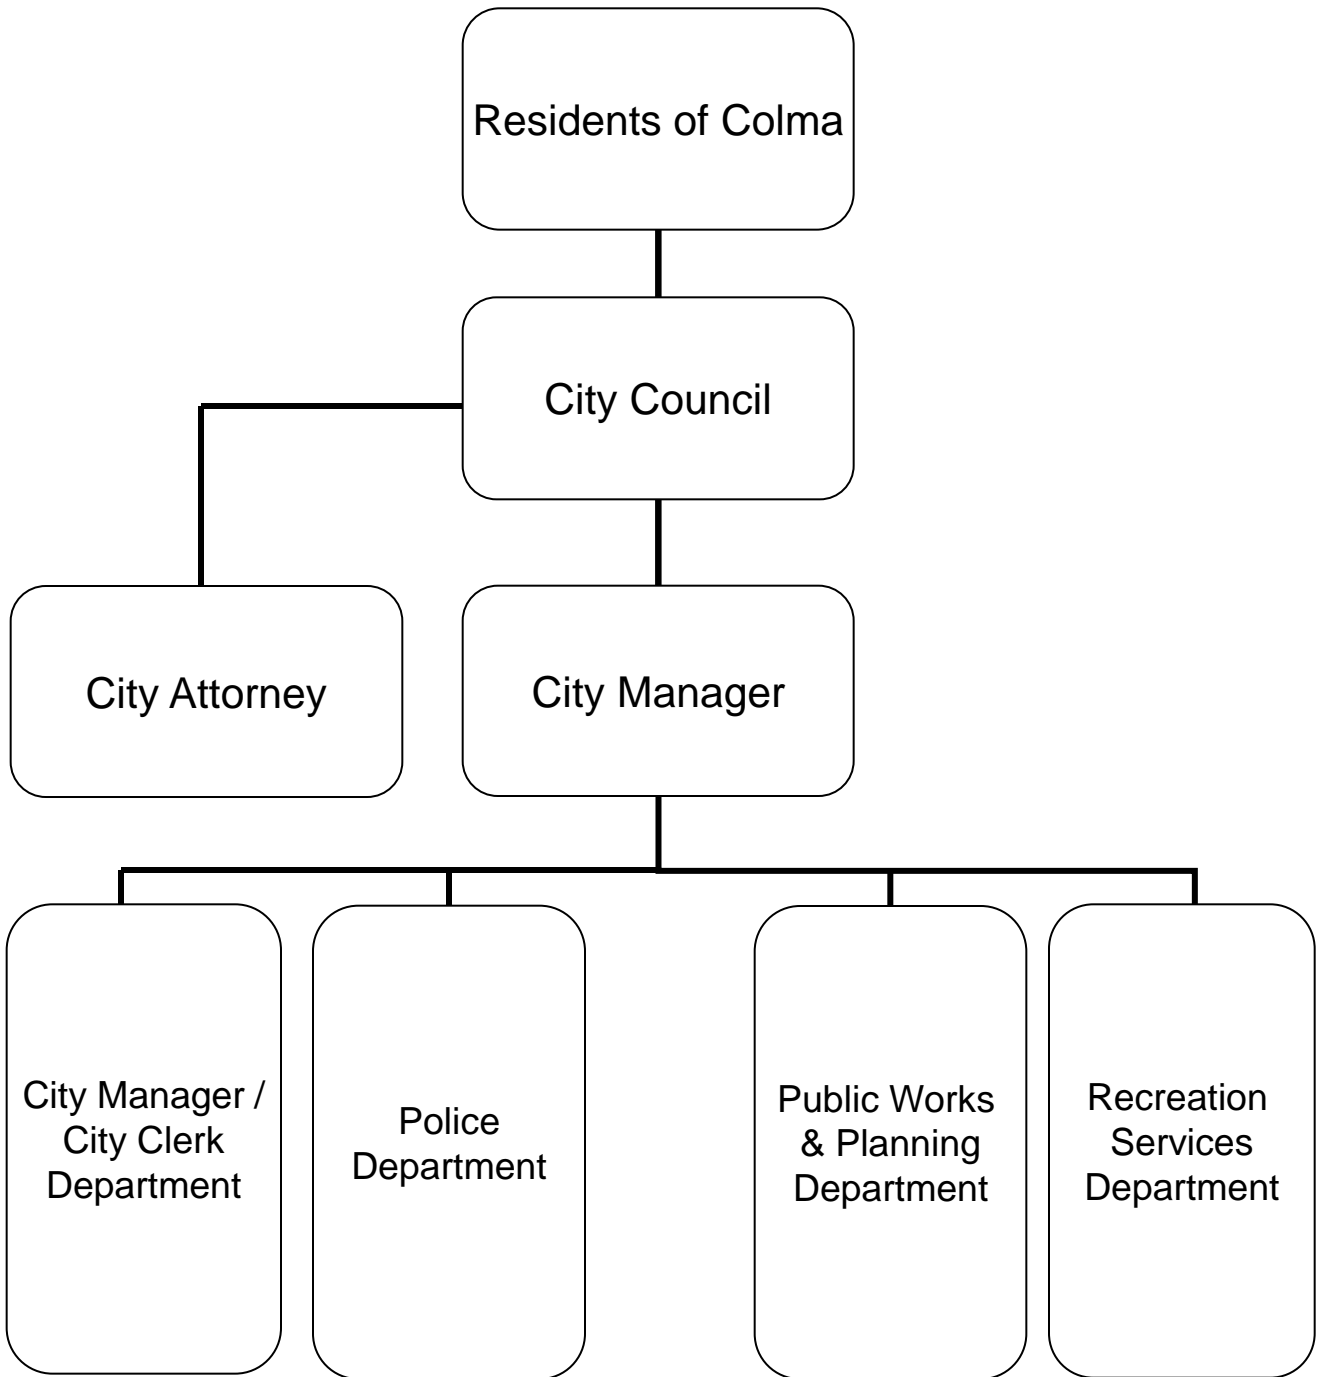 Residents of Colma
City Council
City Attorney
City Manager
City Manager /
City Clerk
Department
Police
Department
Public Works
& Planning
Department
Recreation
Services
Department